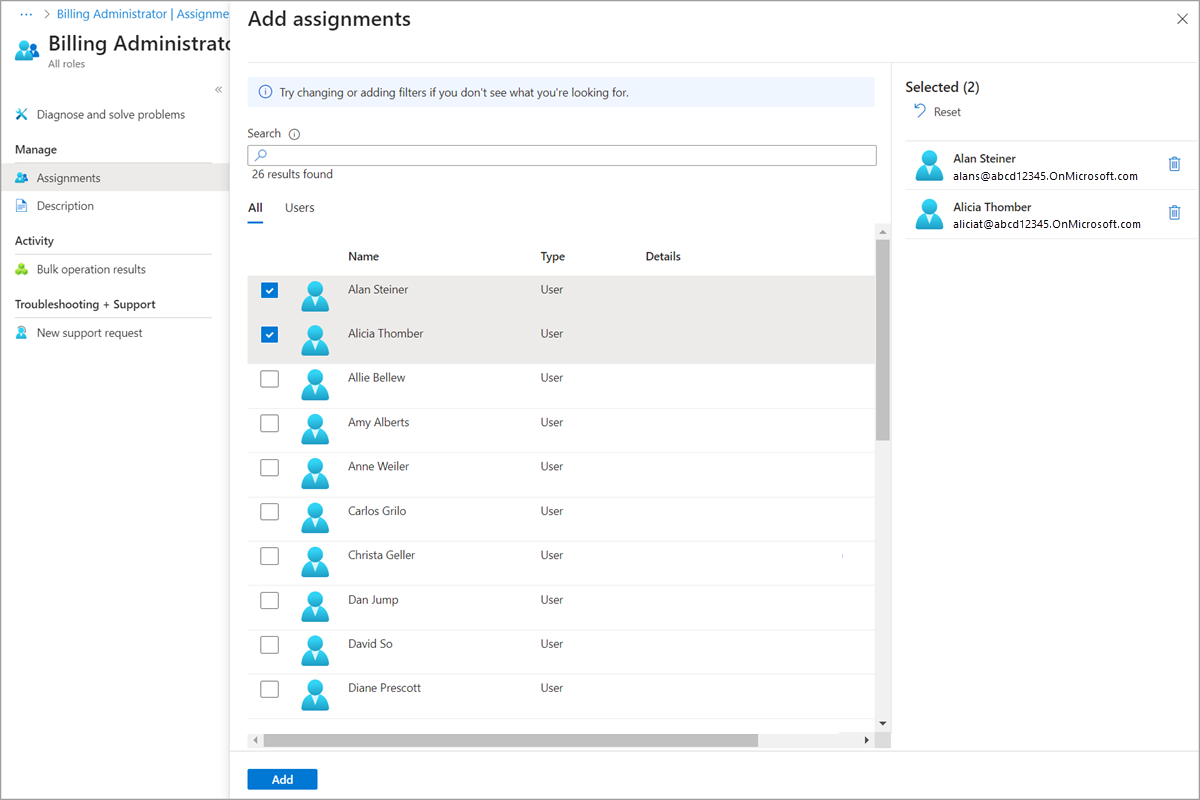 ... > Billing Administrator | Assignme
Billing Administrato
All roles
«
Diagnose and solve problems
Manage
Assignments
Description
Activity
Bulk operation results
Troubleshooting + Support
New support request
Add assignments
Try changing or adding filters if you don't see what you're looking for.
Search
26 results found
All Users
Name Type Details
Alan Steiner User
Alicia Thomber User
Allie Bellew User
Amy Alberts User
Anne Weiler User
Carlos Grilo User
Christa Geller User
Dan Jump User
David So User
Diane Prescott User
Add
Selected (2)
Reset
Alan Steiner
alans@abcd12345.OnMicrosoft.com
Alicia Thomber
aliciat@abcd12345.OnMicrosoft.com